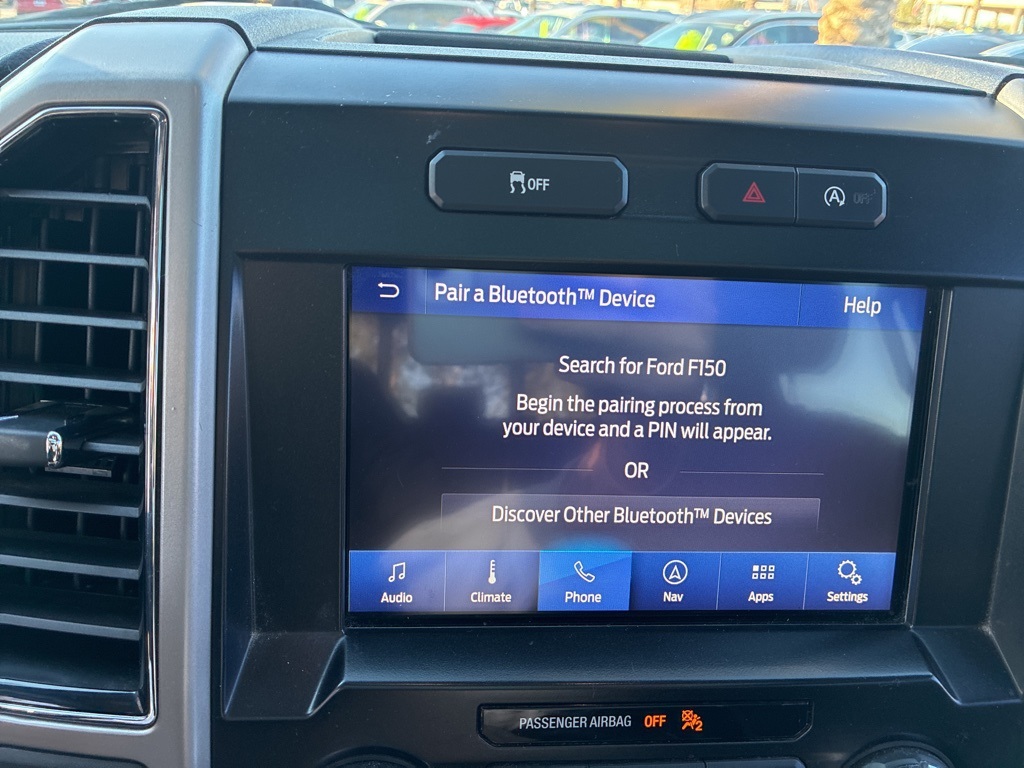 OFF
A OFF
Pair a Bluetooth™ Device
Help
Search for Ford F150
Begin the pairing process from
your device and a PIN will appear.
OR
Discover Other Bluetooth™ Devices
Audio Climate Phone Nav Apps Settings
PASSENGER AIRBAG OFF 2